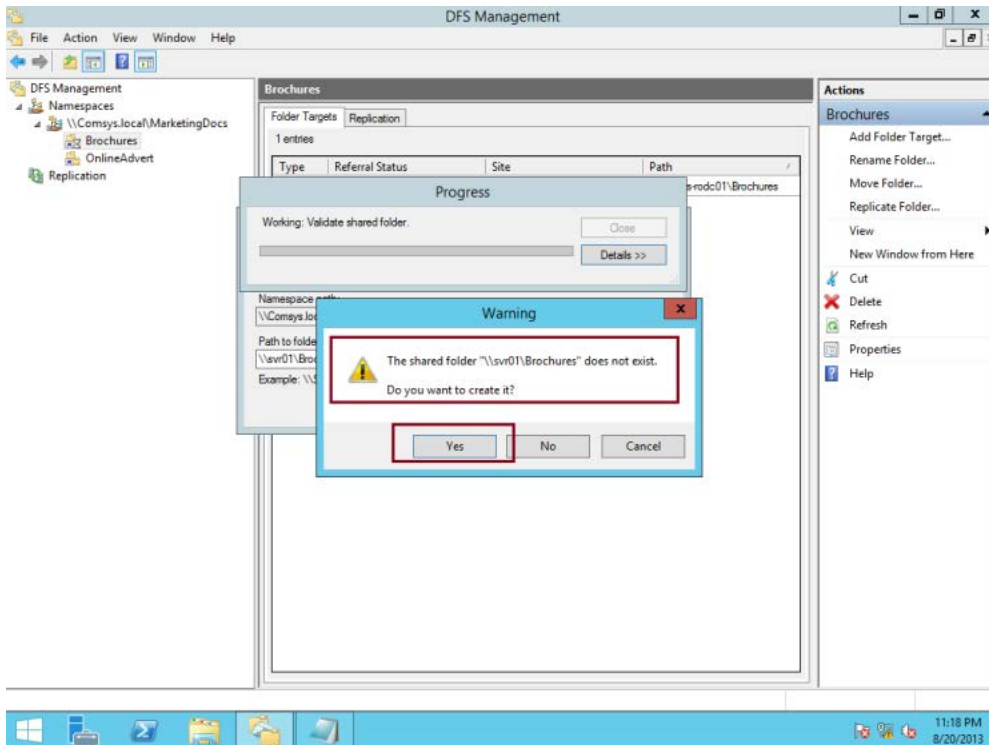 DFS Management
File Action View Window Help
DFS Management
Namespaces
\\Comsys.local\MarketingDocs
Brochures
OnlineAdvert
Replication
Brochures
Folder Targets Replication
1 entries
Type Referral Status Site Path
s-rodc01\Brochures
Progress
Working: Validate shared folder.
Close
Details >>
Namespace path:
\\Comsys.loc
Path to folde
\\svr01\Broc
Example: \\S
Warning
The shared folder "\\svr01\Brochures" does not exist.
Do you want to create it?
Yes No Cancel
Actions
Brochures
Add Folder Target...
Rename Folder...
Move Folder...
Replicate Folder...
View
New Window from Here
Cut
Delete
Refresh
Properties
Help
11:18 PM
8/20/2013